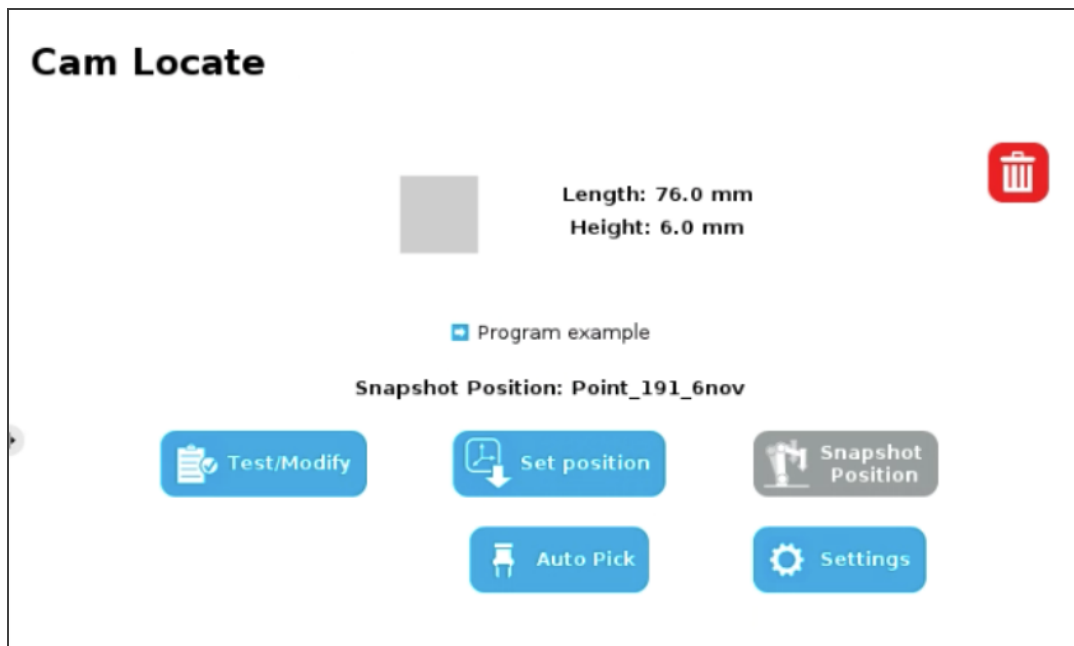 Cam Locate
Length: 76.0 mm
Height: 6.0 mm
Program example
Snapshot Position: Point_191_6nov
Test/Modify
Set position
Snapshot
Position
Auto Pick
Settings